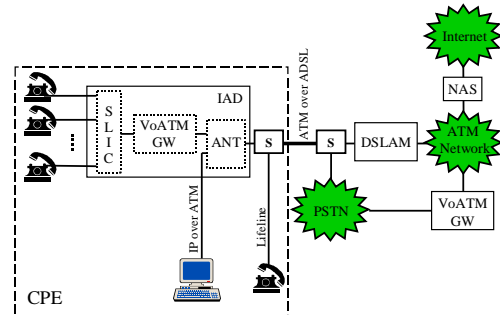 Internet
NAS
ATM
Network
VoATM
GW
DSLAM
PSTN
S
S
ATM over ADSL
IAD
S
L
I
C
VoATM
GW
ANT
IP over ATM
Lifeline
CPE